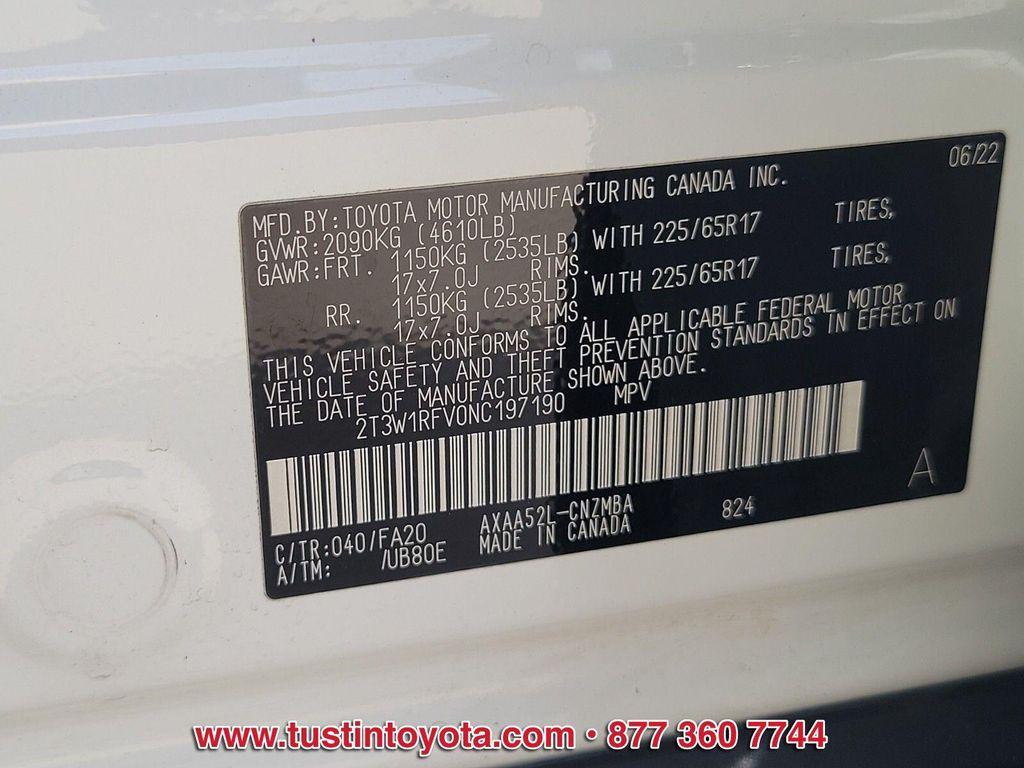 06/22
MFD.BY:TOYOTA MOTOR MANUFACTURING CANADA INC.
GVWR:2090KG (4610LB)
GAWR:FRT. 1150KG (2535LB) WITH 225/65R17 TIRES,
17x7.0J RIMS.
RR. 1150KG (2535LB) WITH 225/65R17 TIRES,
17x7.0J RIMS.
THIS VEHICLE CONFORMS TO ALL APPLICABLE FEDERAL MOTOR
VEHICLE SAFETY AND THEFT PREVENTION STANDARDS IN EFFECT ON
THE DATE OF MANUFACTURE SHOWN ABOVE.
2T3W1RFV0NC197190 MPV
A
C/TR:040/FA20 AXAA52L-CNZMBA 824
A/TM: /UB80E MADE IN CANADA
www.tustintoyota.com • 877 360 7744